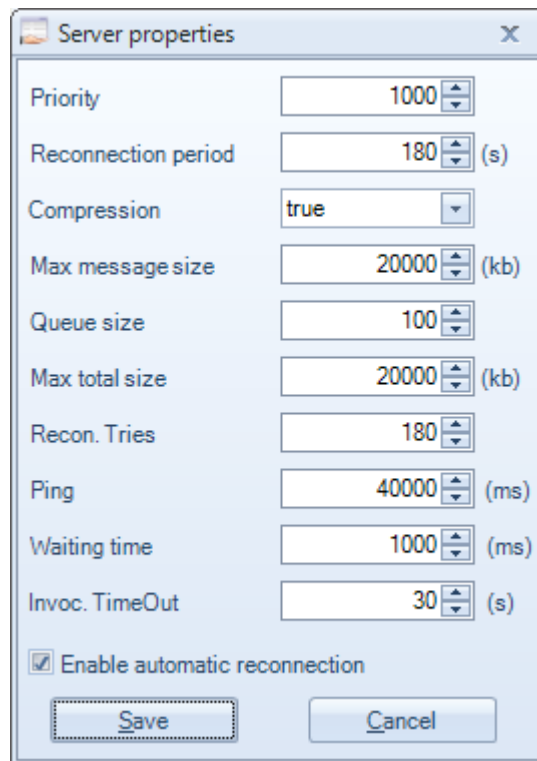 Server properties
Priority 1000
Reconnection period 180 (s)
Compression true
Max message size 20000 (kb)
Queue size 100
Max total size 20000 (kb)
Recon. Tries 180
Ping 40000 (ms)
Waiting time 1000 (ms)
Invoc. TimeOut 30 (s)
Enable automatic reconnection
Save Cancel